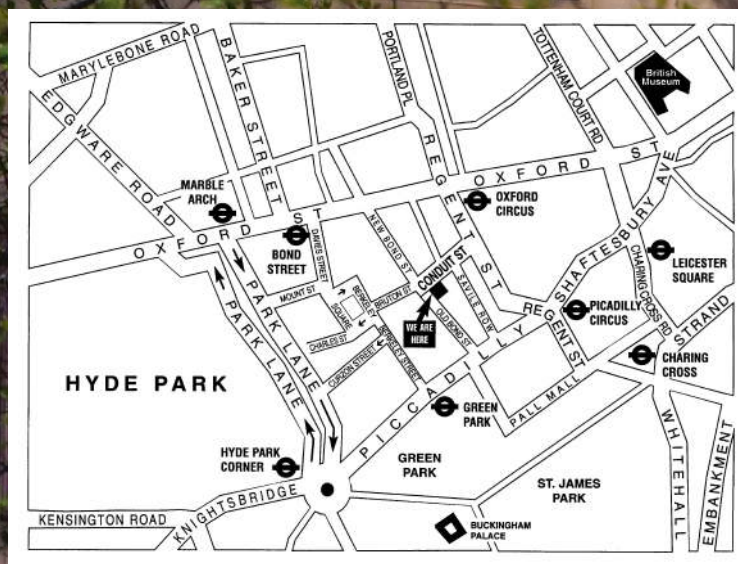 MARYLEBONE ROAD
BAKER STREET
PORTLAND PL
TOTTENHAM COURT RD
British
Museum
EDGWARE ROAD
REGENT ST
OXFORD ST
SHAFTESBURY AVE
MARBLE
ARCH
OXFORD
CIRCUS
OXFORD ST
BOND
STREET
DAVIES STREET
NEW BOND ST
CONDUIT ST
SAVILE ROW
LEICESTER
SQUARE
CHARING CROSS RD
MOUNT ST
BERKELEY
SQUARE
BRUTON ST
OLD BOND ST
REGENT ST
PICADILLY
CIRCUS
STRAND
WE ARE
HERE
CHARLES ST
CURZON STREET
BERKELEY STREET
PARK LANE
PARK LANE
HYDE PARK
PICCADILLY
CHARING
CROSS
PALL MALL
GREEN
PARK
HYDE PARK
CORNER
GREEN
PARK
ST. JAMES
PARK
WHITEHALL
EMBANKMENT
KNIGHTSBRIDGE
KENSINGTON ROAD
BUCKINGHAM
PALACE